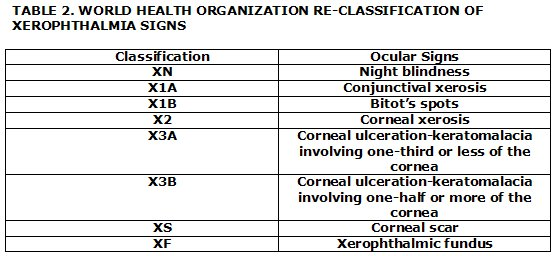 TABLE 2. WORLD HEALTH ORGANIZATION RE-CLASSIFICATION OF
XEROPHTHALMIA SIGNS
Classification Ocular Signs
XN Night blindness
X1A Conjunctival xerosis
X1B Bitot's spots
X2 Corneal xerosis
X3A Corneal ulceration-keratomalacia
involving one-third or less of the
cornea
X3B Corneal ulceration-keratomalacia
involving one-half or more of the
cornea
XS Corneal scar
XF Xerophthalmic fundus